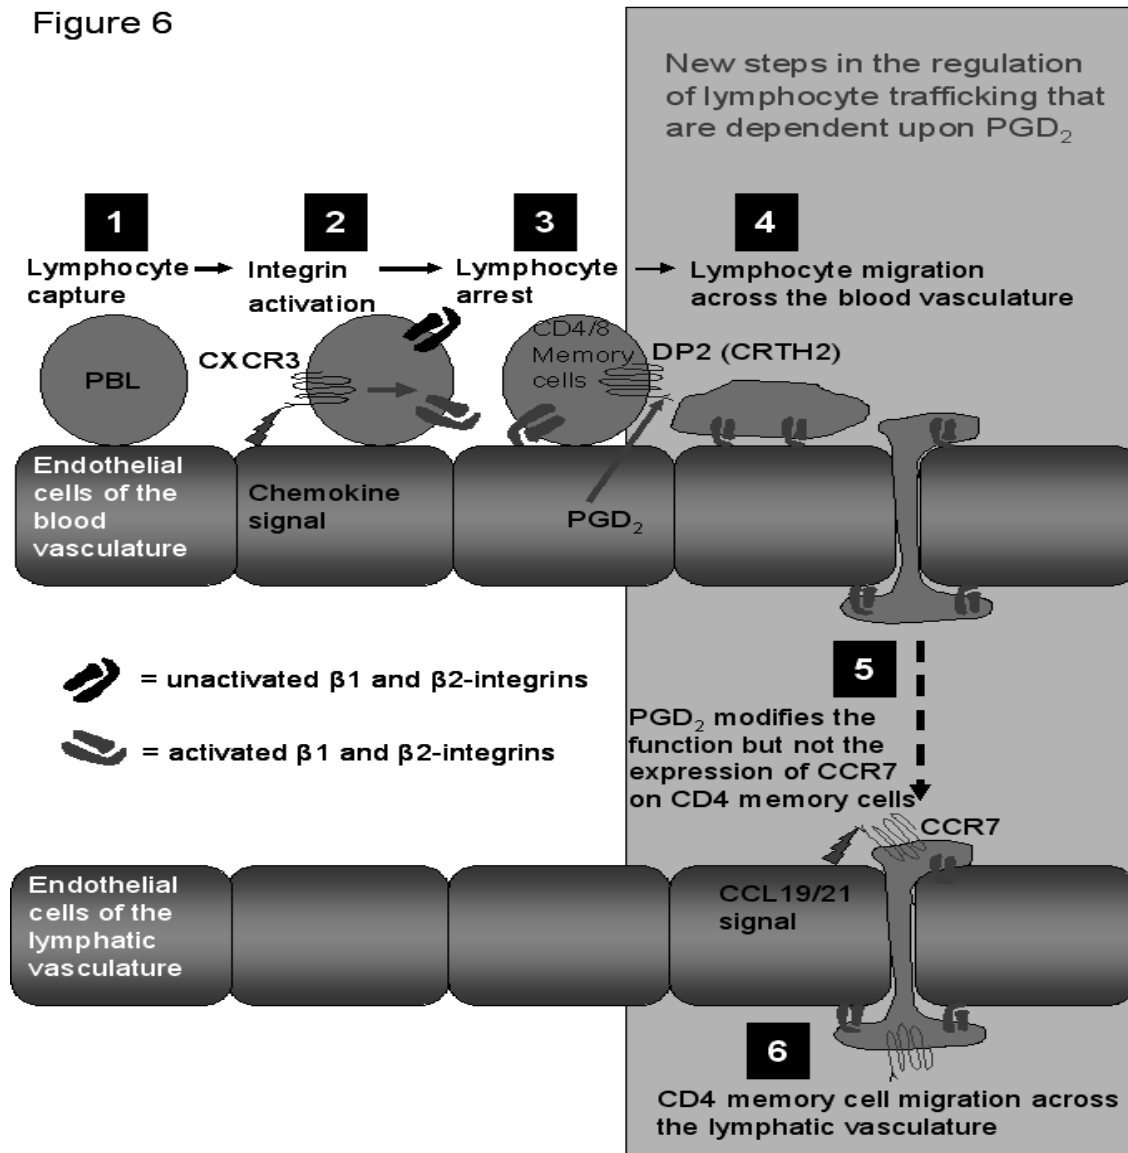 Figure 6
New steps in the regulation
of lymphocyte trafficking that
are dependent upon PGD₂
1
2
3
4
Lymphocyte
capture
Integrin
activation
Lymphocyte
arrest
Lymphocyte migration
across the blood vasculature
PBL
CXCR3
CD4/8
Memory
cells
DP2 (CRTH2)
Endothelial
cells of the
blood
vasculature
Chemokine
signal
PGD₂
= unactivated β1 and β2-integrins
= activated β1 and β2-integrins
5
PGD₂ modifies the
function but not the
expression of CCR7
on CD4 memory cells
CCR7
Endothelial
cells of the
lymphatic
vasculature
CCL19/21
signal
6
CD4 memory cell migration across
the lymphatic vasculature